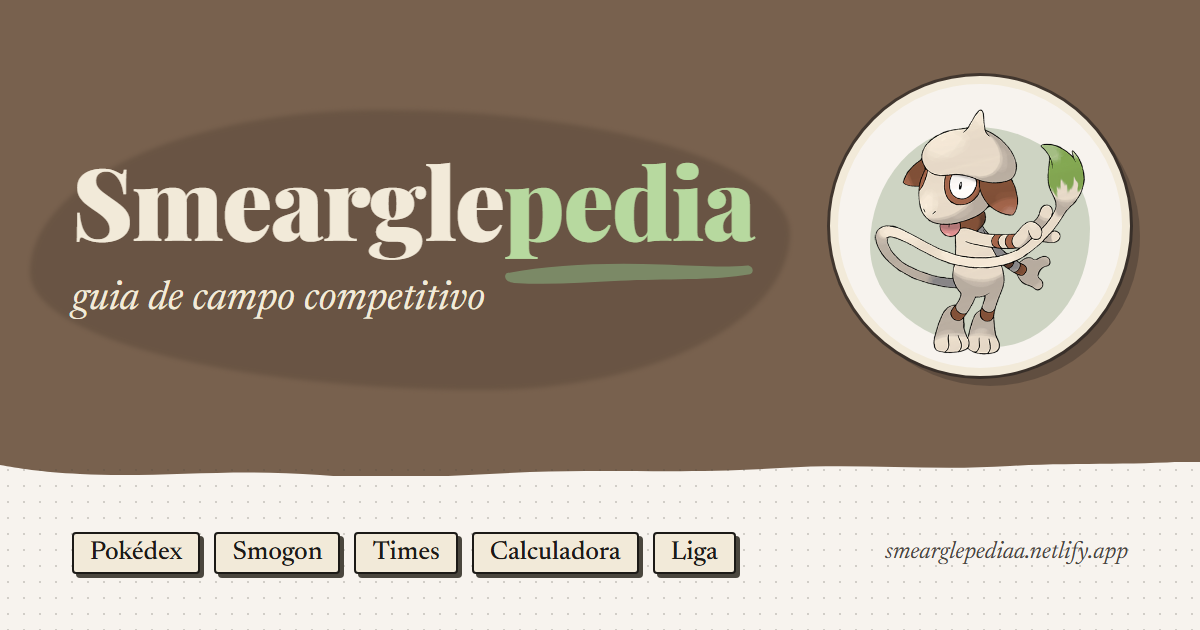 Smearglepedia
guia de campo competitivo
Pokédex Smogon Times Calculadora Liga
smearglepediaa.netlify.app